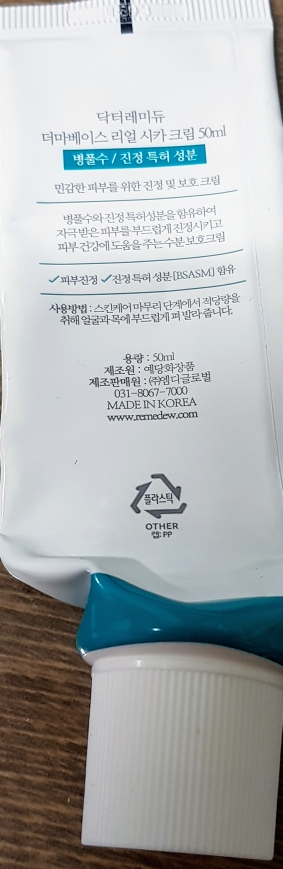 닥터레미듀
더마베이스 리얼 시카 크림 50ml
병풀수 / 진정 특허 성분
민감한 피부를 위한 진정 및 보호 크림
병풀수와 진정 특허성분을 함유하여
자극 받은 피부를 부드럽게 진정시키고
피부 건강에 도움을 주는 수분 보호크림
✓피부진정 ✓진정 특허 성분 [BSASM] 함유
사용방법 : 스킨케어 마무리 단계에서 적당량을
취해 얼굴과 목에 부드럽게 펴 발라 줍니다.
용량 : 50ml
제조원 : 예당화장품
제조판매원 : ㈜엠디글로벌
031-8067-7000
MADE IN KOREA
www.remedew.com
플라스틱
OTHER
캡: PP